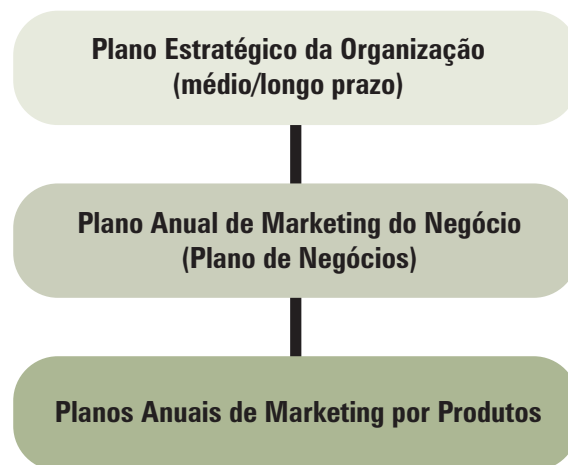 Plano Estratégico da Organização
(médio/longo prazo)
Plano Anual de Marketing do Negócio
(Plano de Negócios)
Planos Anuais de Marketing por Produtos